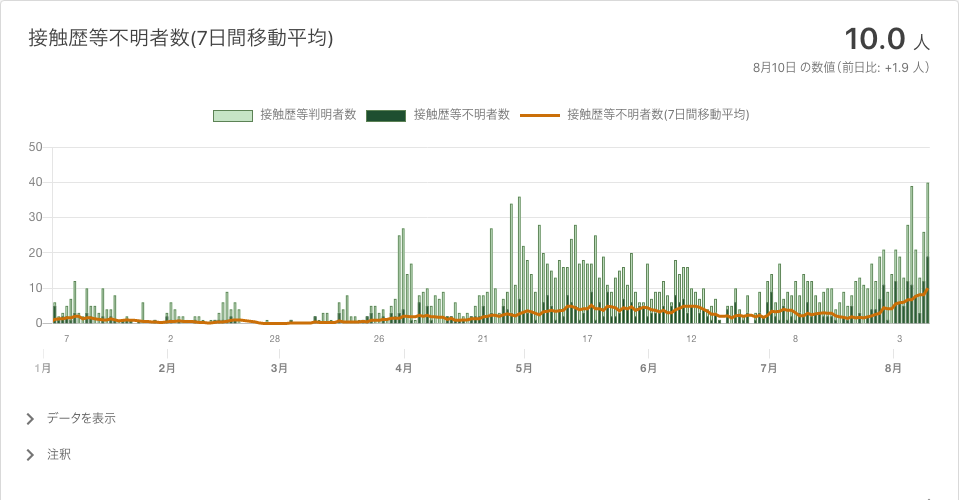 接触歴等不明者数(7日間移動平均)
10.0 人
8月10日 の数値（前日比: +1.9 人）
接触歴等判明者数 接触歴等不明者数 接触歴等不明者数(7日間移動平均)
50
40
30
20
10
0
7 2 28 26 21 17 12 8 3
1月 2月 3月 4月 5月 6月 7月 8月
データを表示
注釈